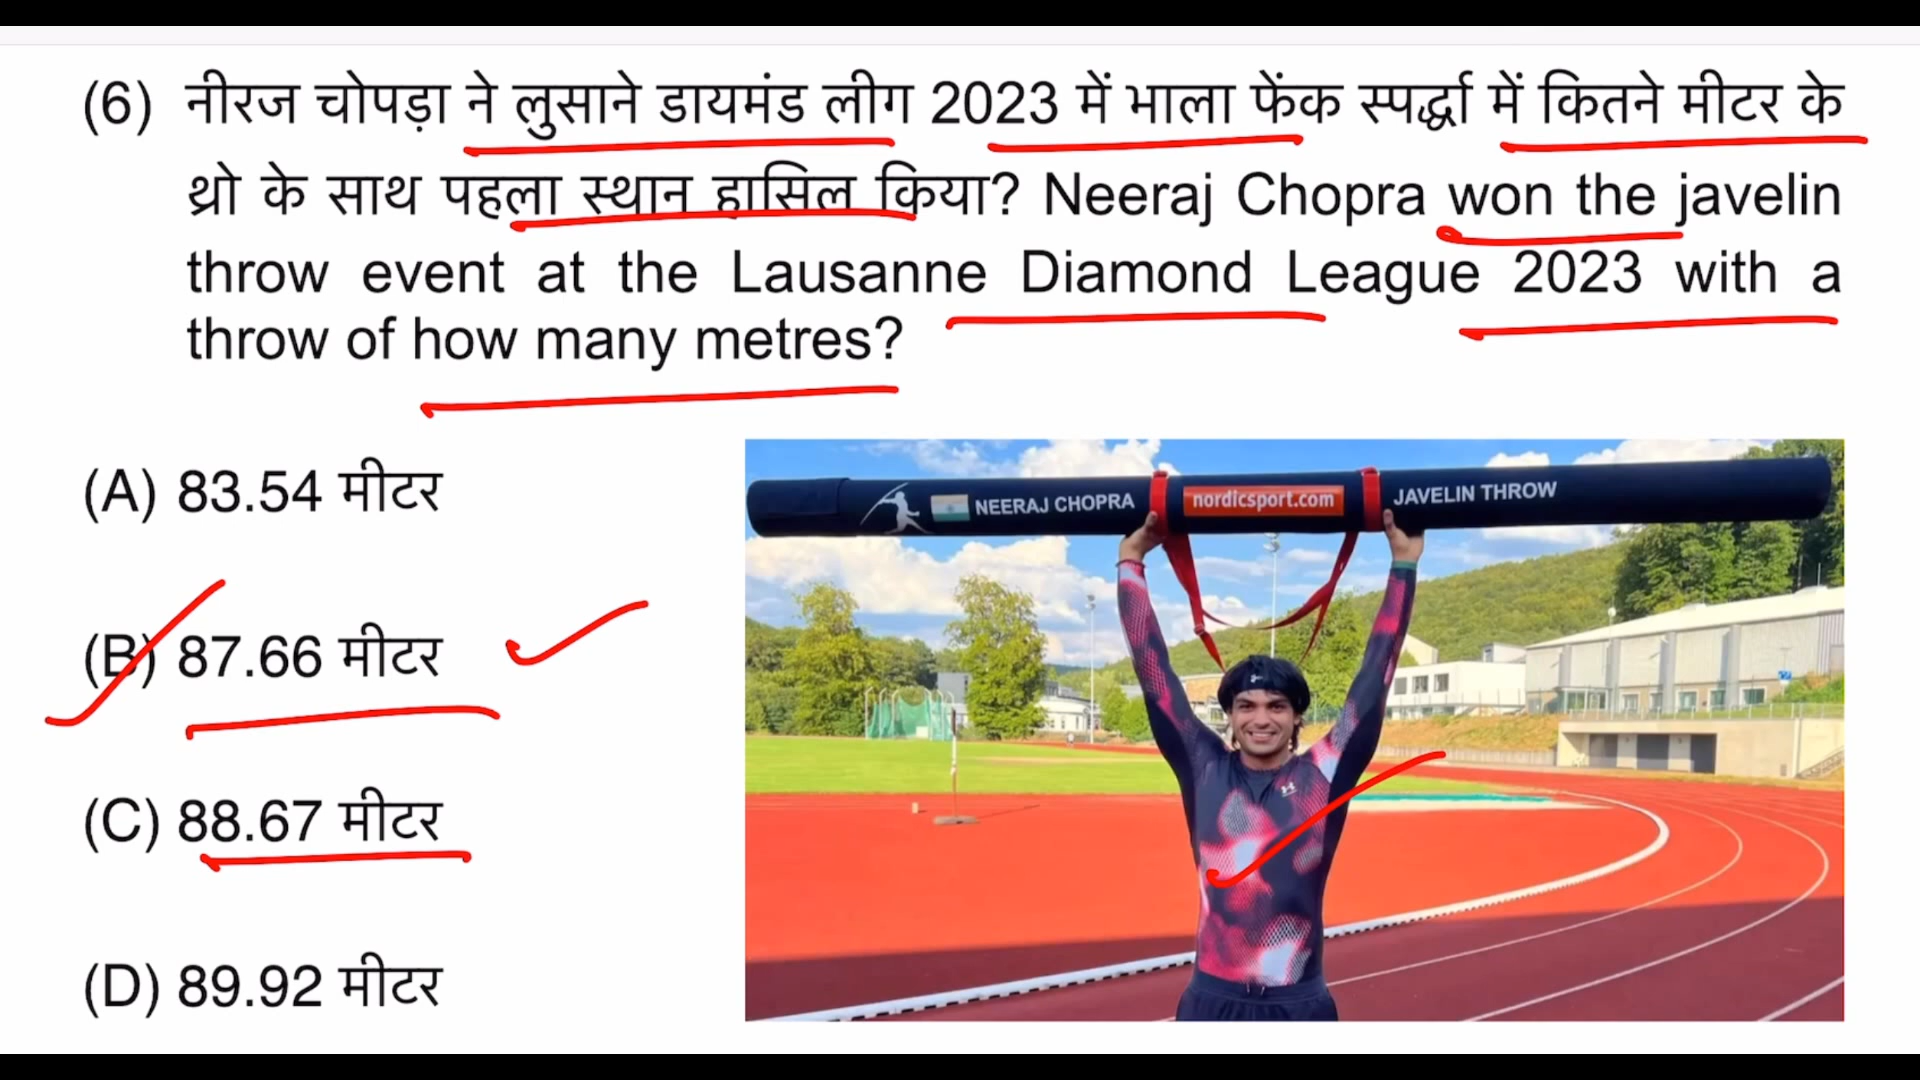 (6) नीरज चोपड़ा ने लुसाने डायमंड लीग 2023 में भाला फेंक स्पर्द्धा में कितने मीटर के
थ्रो के साथ पहला स्थान हासिल किया? Neeraj Chopra won the javelin
throw event at the Lausanne Diamond League 2023 with a
throw of how many metres?
(A) 83.54 मीटर
(B) 87.66 मीटर
(C) 88.67 मीटर
(D) 89.92 मीटर
NEERAJ CHOPRA nordicsport.com JAVELIN THROW